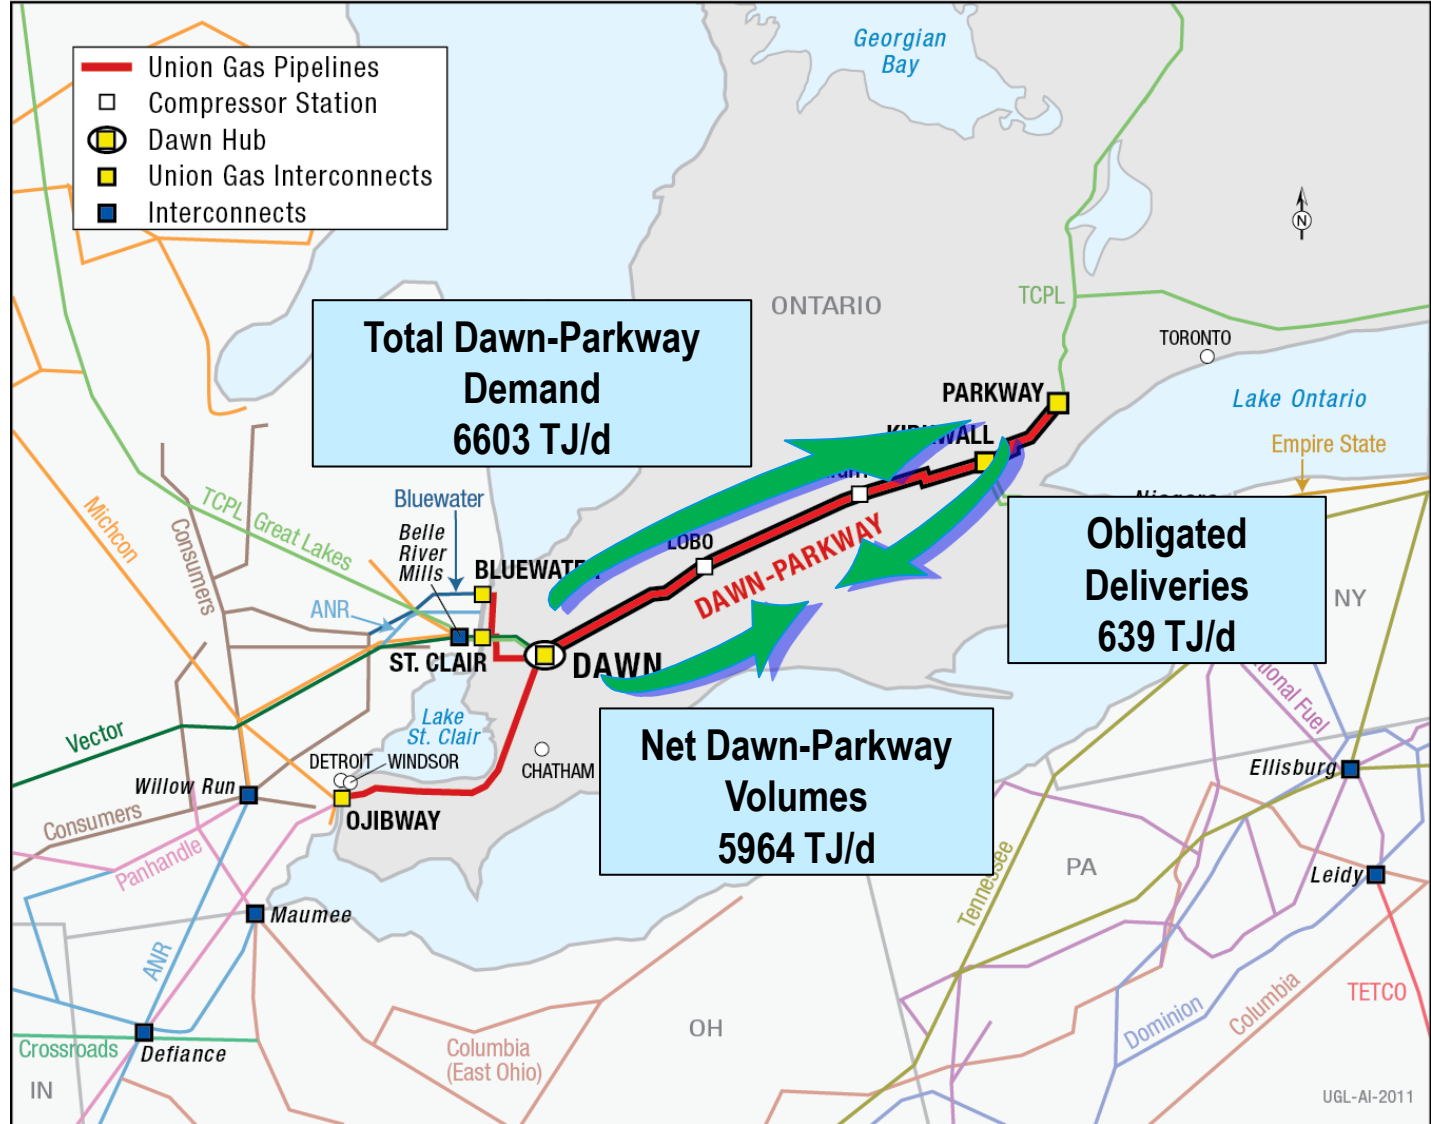 Union Gas Pipelines
Compressor Station
Dawn Hub
Union Gas Interconnects
Interconnects
Georgian
Bay
N
ONTARIO
TCPL
TORONTO
Total Dawn-Parkway
Demand
6603 TJ/d
PARKWAY
KIRKWALL
Lake Ontario
Empire State
Niagara
Bluewater
Belle
River
Mills
TCPL Great Lakes
Michcon
Consumers
ANR
BLUEWATER
LOBO
DAWN-PARKWAY
Obligated
Deliveries
639 TJ/d
NY
ST. CLAIR
DAWN
Lake
St. Clair
Vector
DETROIT
WINDSOR
CHATHAM
Net Dawn-Parkway
Volumes
5964 TJ/d
Fuel
Ellisburg
Willow Run
OJIBWAY
Consumers
Panhandle
Tennessee
PA
Leidy
Maumee
ANR
TETCO
Columbia
Dominion
OH
Crossroads
Defiance
Columbia
(East Ohio)
IN
UGL-AI-2011